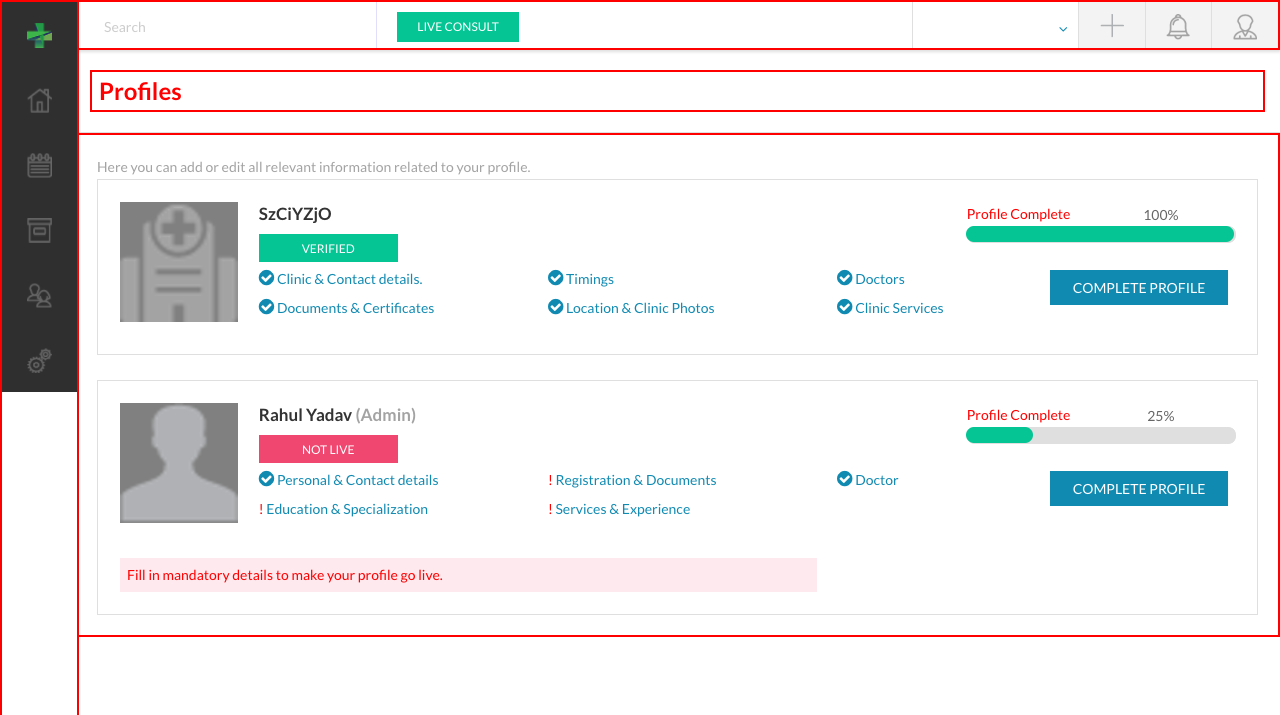 Search
LIVE CONSULT
Profiles
Here you can add or edit all relevant information related to your profile.
SzCiYZjO
VERIFIED
Profile Complete 100%
Clinic & Contact details. Timings Doctors
COMPLETE PROFILE
Documents & Certificates Location & Clinic Photos Clinic Services
Rahul Yadav (Admin)
NOT LIVE
Profile Complete 25%
Personal & Contact details ! Registration & Documents Doctor
COMPLETE PROFILE
! Education & Specialization ! Services & Experience
Fill in mandatory details to make your profile go live.